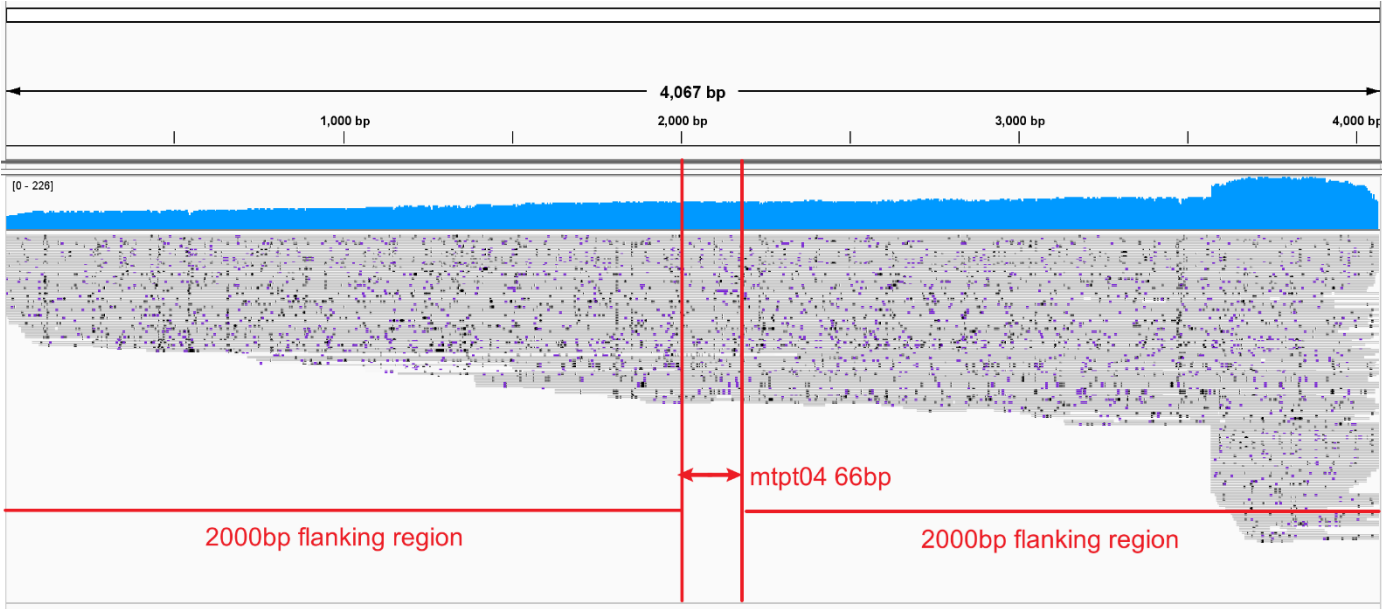 4,067 bp
1,000 bp
2,000 bp
3,000 bp
4,000 bp
[0 - 226]
mtpt04 66bp
2000bp flanking region
2000bp flanking region